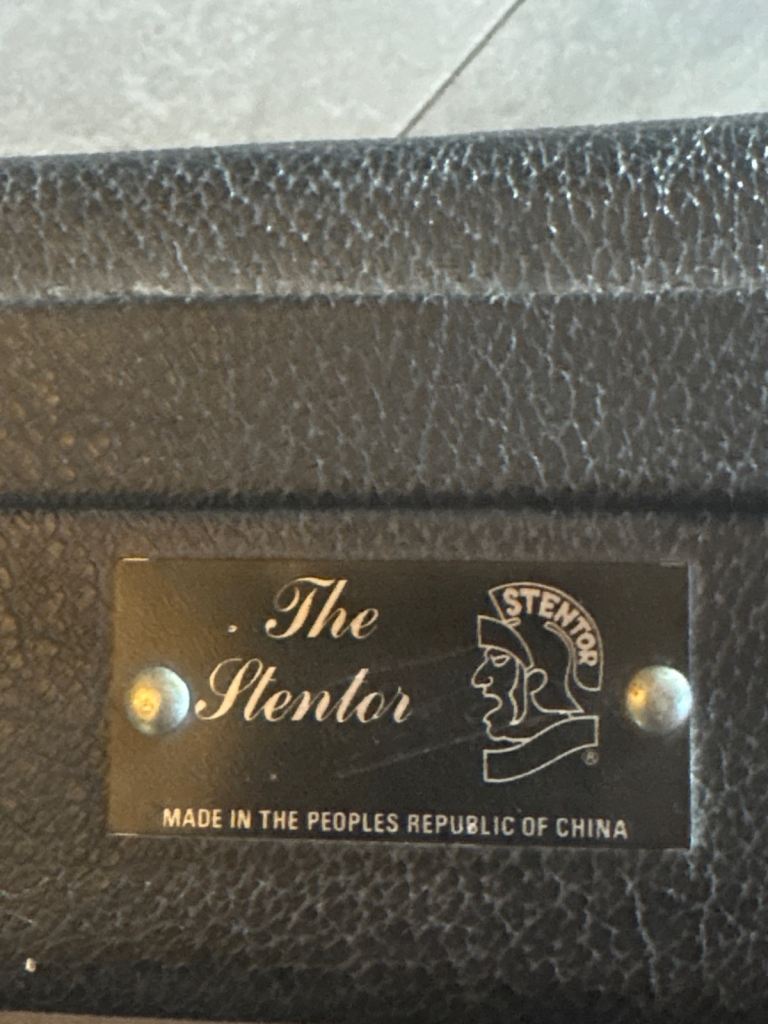 The
Stentor
STENTOR
®
MADE IN THE PEOPLES REPUBLIC OF CHINA